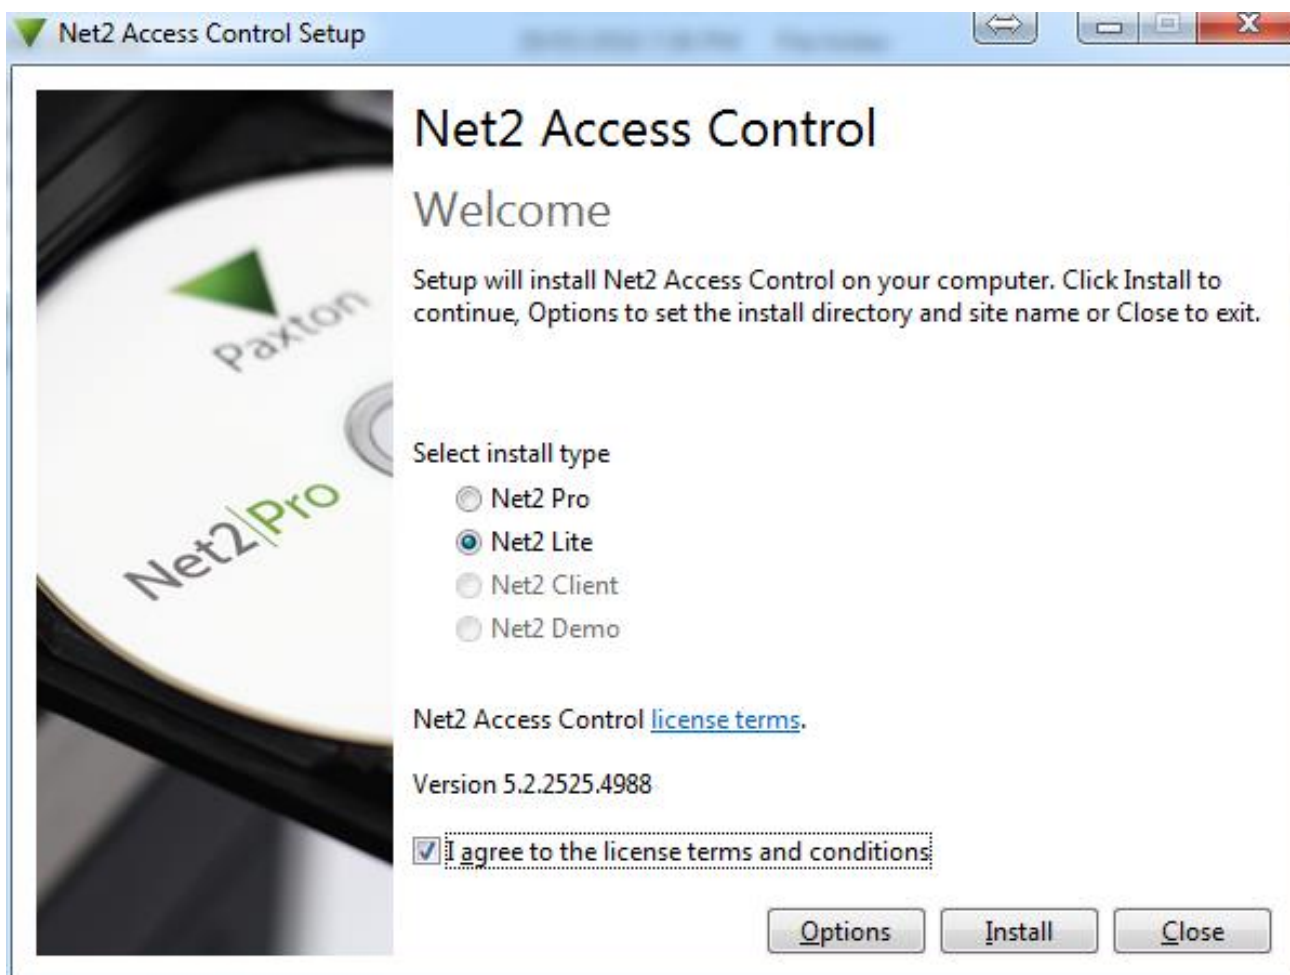 Net2 Access Control Setup
Net2 Access Control
Welcome
Setup will install Net2 Access Control on your computer. Click Install to
continue, Options to set the install directory and site name or Close to exit.
Paxton
Net2|Pro
Select install type
Net2 Pro
Net2 Lite
Net2 Client
Net2 Demo
Net2 Access Control license terms.
Version 5.2.2525.4988
I agree to the license terms and conditions
Options
Install
Close